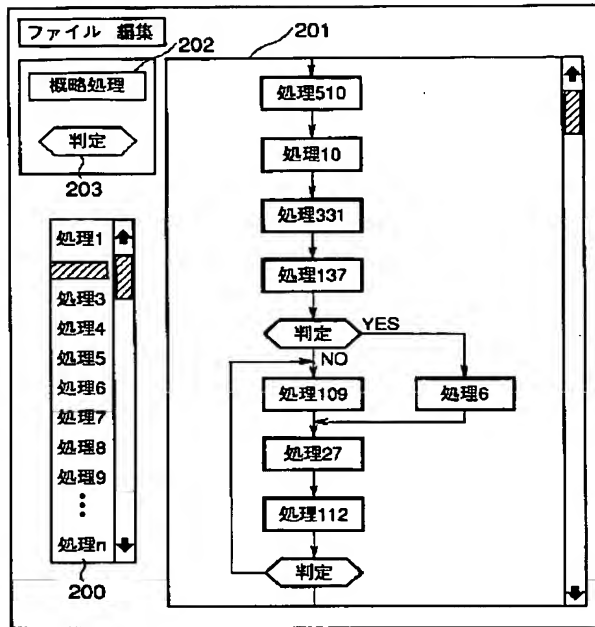 ファイル 編集
202
201
概略処理
判定
203
処理1
処理3
処理4
処理5
処理6
処理7
処理8
処理9
処理n
200
処理510
処理10
処理331
処理137
判定
YES
NO
処理109
処理6
処理27
処理112
判定